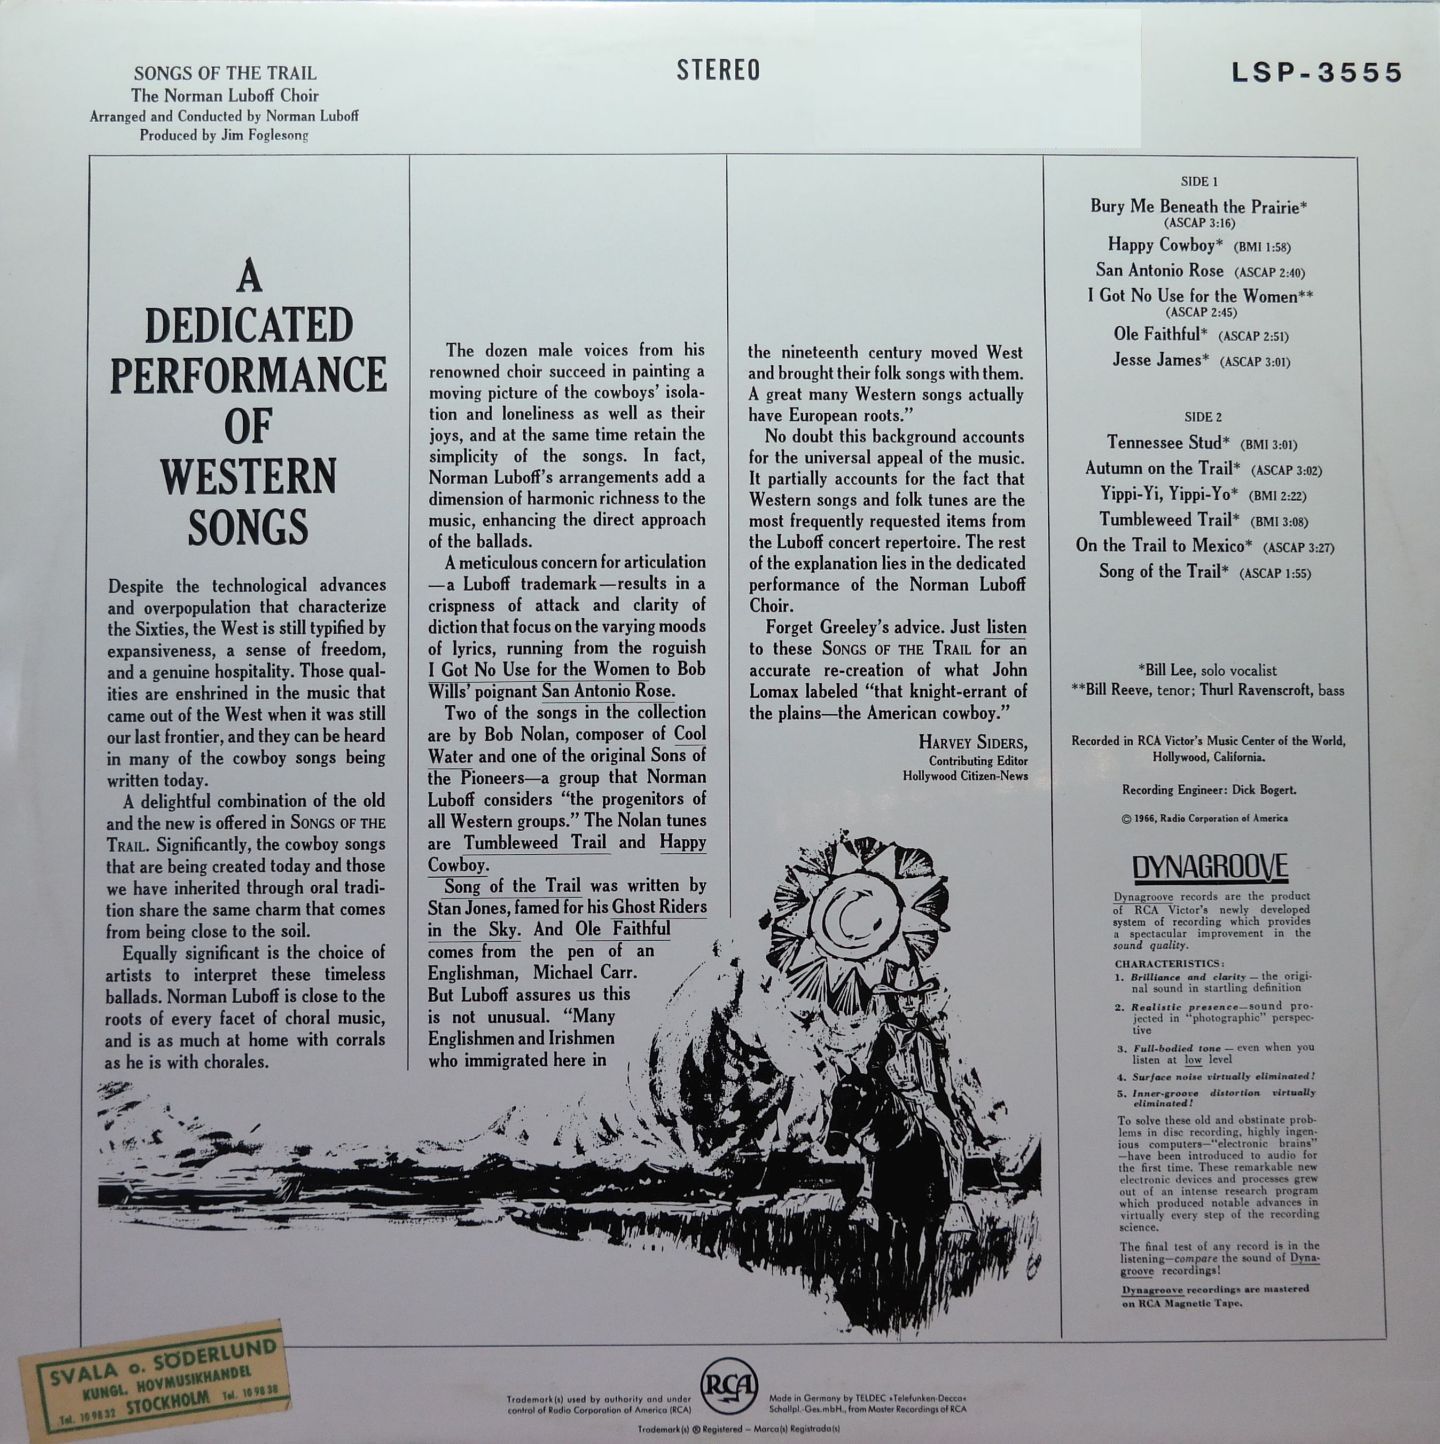 SONGS OF THE TRAIL
The Norman Luboff Choir
Arranged and Conducted by Norman Luboff
Produced by Jim Foglesong
STEREO
LSP-3555
A
DEDICATED
PERFORMANCE
OF
WESTERN
SONGS
Despite the technological advances
and overpopulation that characterize
the Sixties, the West is still typified by
expansiveness, a sense of freedom,
and a genuine hospitality. Those qual-
ities are enshrined in the music that
came out of the West when it was still
our last frontier, and they can be heard
in many of the cowboy songs being
written today.
A delightful combination of the old
and the new is offered in SONGS OF THE
TRAIL. Significantly, the cowboy songs
that are being created today and those
we have inherited through oral tradi-
tion share the same charm that comes
from being close to the soil.
Equally significant is the choice of
artists to interpret these timeless
ballads. Norman Luboff is close to the
roots of every facet of choral music,
and is as much at home with corrals
as he is with chorales.
The dozen male voices from his
renowned choir succeed in painting a
moving picture of the cowboys' isola-
tion and loneliness as well as their
joys, and at the same time retain the
simplicity of the songs. In fact,
Norman Luboff's arrangements add a
dimension of harmonic richness to the
music, enhancing the direct approach
of the ballads.
A meticulous concern for articulation
—a Luboff trademark—results in a
crispness of attack and clarity of
diction that focus on the varying moods
of lyrics, running from the roguish
I Got No Use for the Women to Bob
Wills' poignant San Antonio Rose.
Two of the songs in the collection
are by Bob Nolan, composer of Cool
Water and one of the original Sons of
the Pioneers—a group that Norman
Luboff considers "the progenitors of
all Western groups." The Nolan tunes
are Tumbleweed Trail and Happy
Cowboy.
Song of the Trail was written by
Stan Jones, famed for his Ghost Riders
in the Sky. And Ole Faithful
comes from the pen of an
Englishman, Michael Carr.
But Luboff assures us this
is not unusual. "Many
Englishmen and Irishmen
who immigrated here in
the nineteenth century moved West
and brought their folk songs with them.
A great many Western songs actually
have European roots."
No doubt this background accounts
for the universal appeal of the music.
It partially accounts for the fact that
Western songs and folk tunes are the
most frequently requested items from
the Luboff concert repertoire. The rest
of the explanation lies in the dedicated
performance of the Norman Luboff
Choir.
Forget Greeley's advice. Just listen
to these SONGS OF THE TRAIL for an
accurate re-creation of what John
Lomax labeled "that knight-errant of
the plains—the American cowboy."
HARVEY SIDERS,
Contributing Editor
Hollywood Citizen-News
SIDE 1
Bury Me Beneath the Prairie*
(ASCAP 3:16)
Happy Cowboy* (BMI 1:58)
San Antonio Rose (ASCAP 2:40)
I Got No Use for the Women**
(ASCAP 2:45)
Ole Faithful* (ASCAP 2:51)
Jesse James* (ASCAP 3:01)
SIDE 2
Tennessee Stud* (BMI 3:01)
Autumn on the Trail* (ASCAP 3:02)
Yippi-Yi, Yippi-Yo* (BMI 2:22)
Tumbleweed Trail* (BMI 3:08)
On the Trail to Mexico* (ASCAP 3:27)
Song of the Trail* (ASCAP 1:55)
*Bill Lee, solo vocalist
**Bill Reeve, tenor; Thurl Ravenscroft, bass
Recorded in RCA Victor's Music Center of the World,
Hollywood, California.
Recording Engineer: Dick Bogert.
© 1966, Radio Corporation of America
DYNAGROOVE
Dynagroove records are the product
of RCA Victor's newly developed
system of recording which provides
a spectacular improvement in the
sound quality.
CHARACTERISTICS:
1. Brilliance and clarity — the origi-
nal sound in startling definition
2. Realistic presence—sound pro-
jected in "photographic" perspec-
tive
3. Full-bodied tone — even when you
listen at low level
4. Surface noise virtually eliminated!
5. Inner-groove distortion virtually
eliminated!
To solve these old and obstinate prob-
lems in disc recording, highly ingen-
ious computers—"electronic brains"
—have been introduced to audio for
the first time. These remarkable new
electronic devices and processes grew
out of an intense research program
which produced notable advances in
virtually every step of the recording
science.
The final test of any record is in the
listening—compare the sound of Dyna-
groove recordings!
Dynagroove recordings are mastered
on RCA Magnetic Tape.
SVALA o. SÖDERLUND
KUNGL. HOVMUSIKHANDEL
Tel. 10 98 32 STOCKHOLM Tel. 10 98 38
Trademark(s) used by authority and under
control of Radio Corporation of America (RCA)
RCA
Made in Germany by TELDEC »Telefunken-Decca«
Schallpl.-Ges.mbH., from Master Recordings of RCA
Trademark(s) ® Registered – Marca(s) Registrada(s)